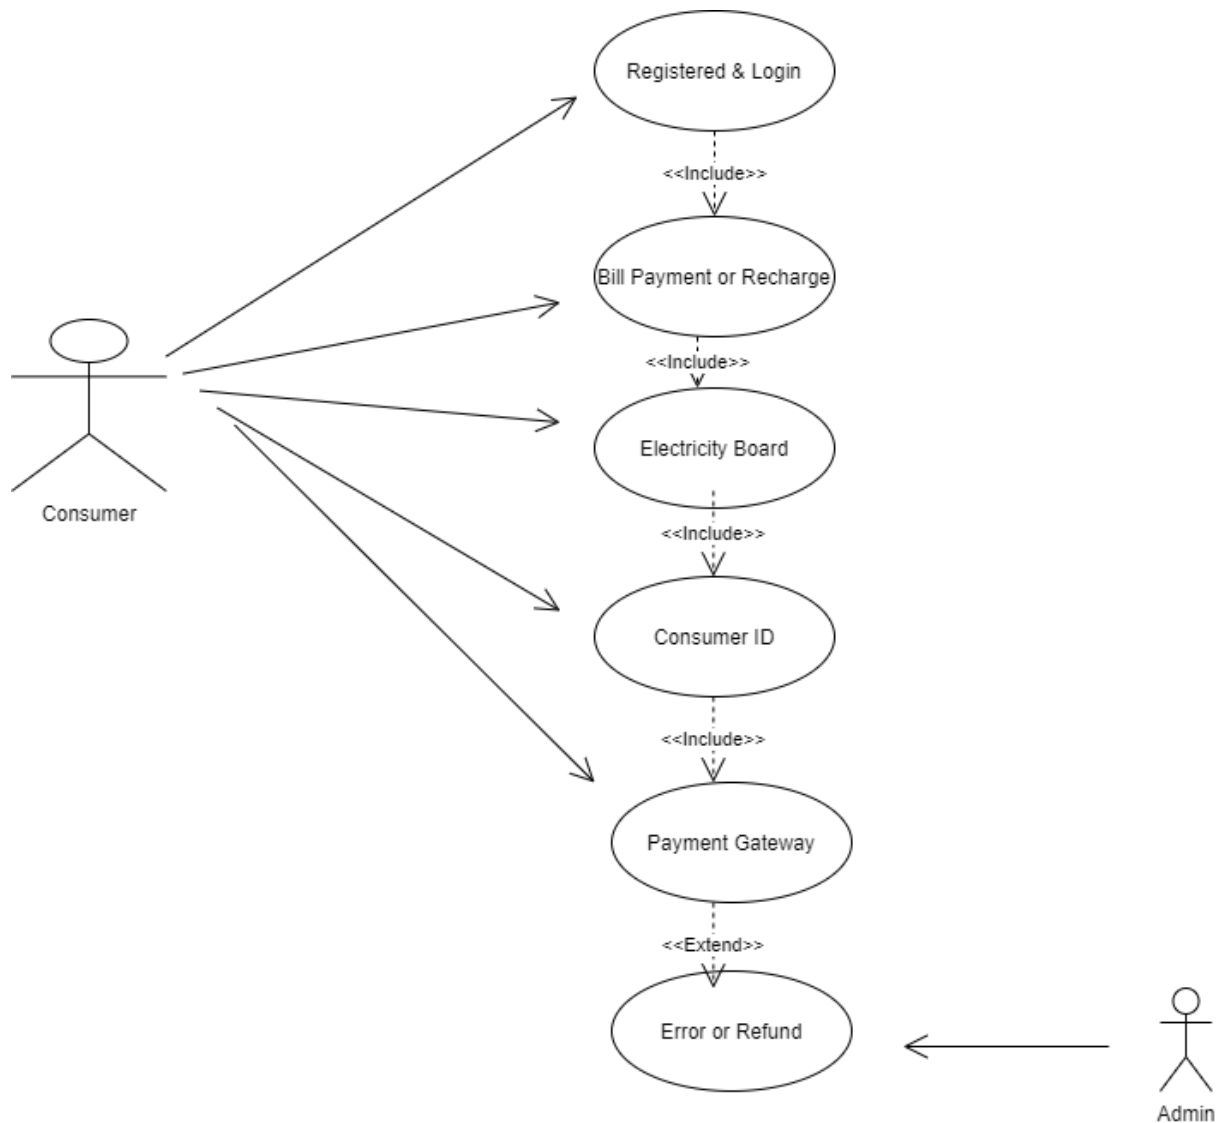 Registered & Login
<<Include>>
Bill Payment or Recharge
<<Include>>
Electricity Board
Consumer
<<Include>>
Consumer ID
<<Include>>
Payment Gateway
<<Extend>>
Error or Refund
Admin